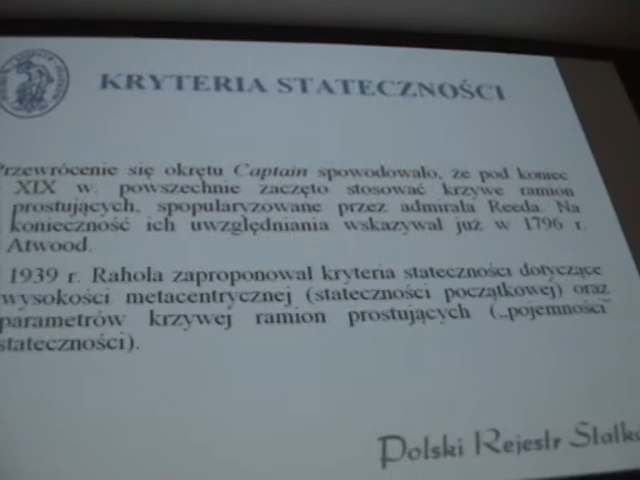 KRYTERIA STATECZNOŚCI
Przewrócenie się okrętu Captain spowodowało, że pod koniec
XIX w. powszechnie zaczęto stosować krzywe ramion
prostujących, spopularyzowane przez admirała Reeda. Na
konieczność ich uwzględniania wskazywał już w 1796 r.
Atwood.
1939 r. Rahola zaproponował kryteria stateczności dotyczące
wysokości metacentrycznej (stateczności początkowej) oraz
parametrów krzywej ramion prostujących („pojemności”
stateczności).
Polski Rejestr Statkó